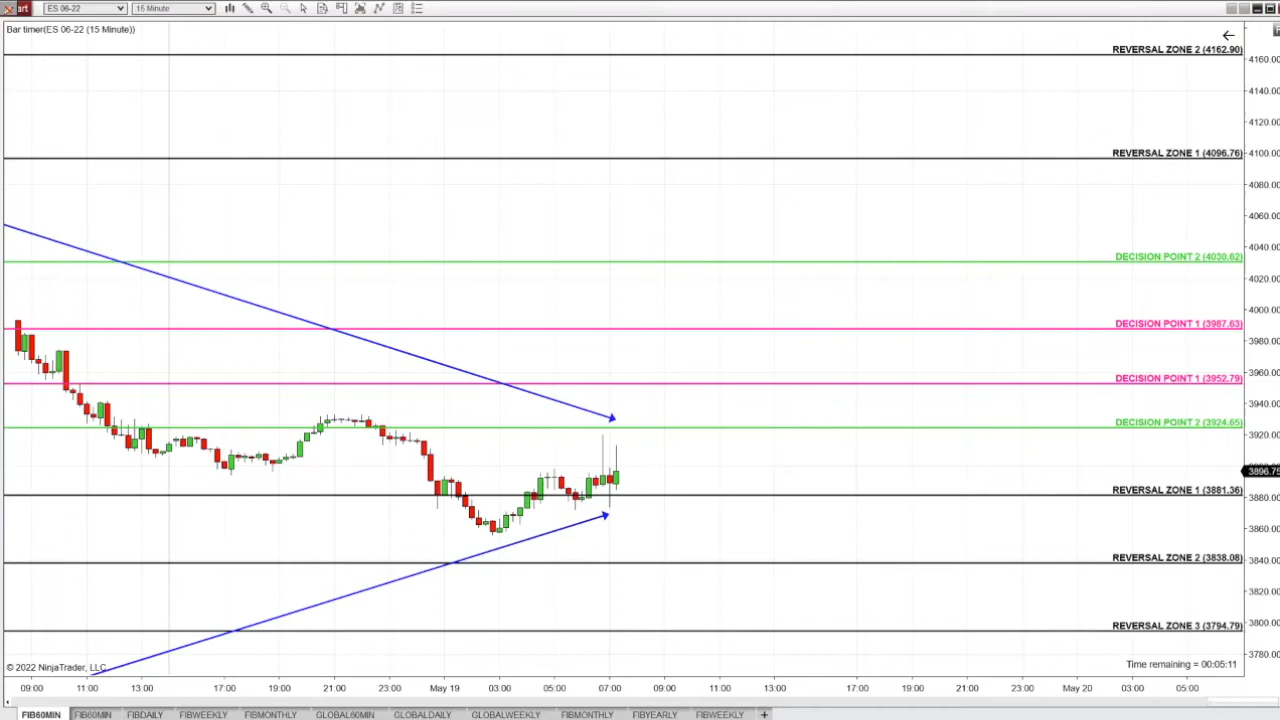 art ES 06-22 15 Minute
Bar timer(ES 06-22 (15 Minute))
REVERSAL ZONE 2 (4162.90)
4160.00
4140.00
4120.00
REVERSAL ZONE 1 (4096.76)
4100.00
4080.00
4060.00
4040.00
DECISION POINT 2 (4030.62)
4020.00
4000.00
DECISION POINT 1 (3987.63)
3980.00
3960.00
DECISION POINT 1 (3952.79)
3940.00
DECISION POINT 2 (3924.65)
3920.00
3896.75
REVERSAL ZONE 1 (3881.36)
3880.00
3860.00
REVERSAL ZONE 2 (3838.08)
3840.00
3820.00
REVERSAL ZONE 3 (3794.79)
3800.00
3780.00
© 2022 NinjaTrader, LLC
Time remaining = 00:05:11
09:00 11:00 13:00 17:00 19:00 21:00 23:00 May 19 03:00 05:00 07:00 09:00 11:00 13:00 17:00 19:00 21:00 23:00 May 20 03:00 05:00
FIB60MIN FIB60MIN FIBDAILY FIBWEEKLY FIBMONTHLY GLOBAL60MIN GLOBALDAILY GLOBALWEEKLY FIBMONTHLY FIBYEARLY FIBWEEKLY +